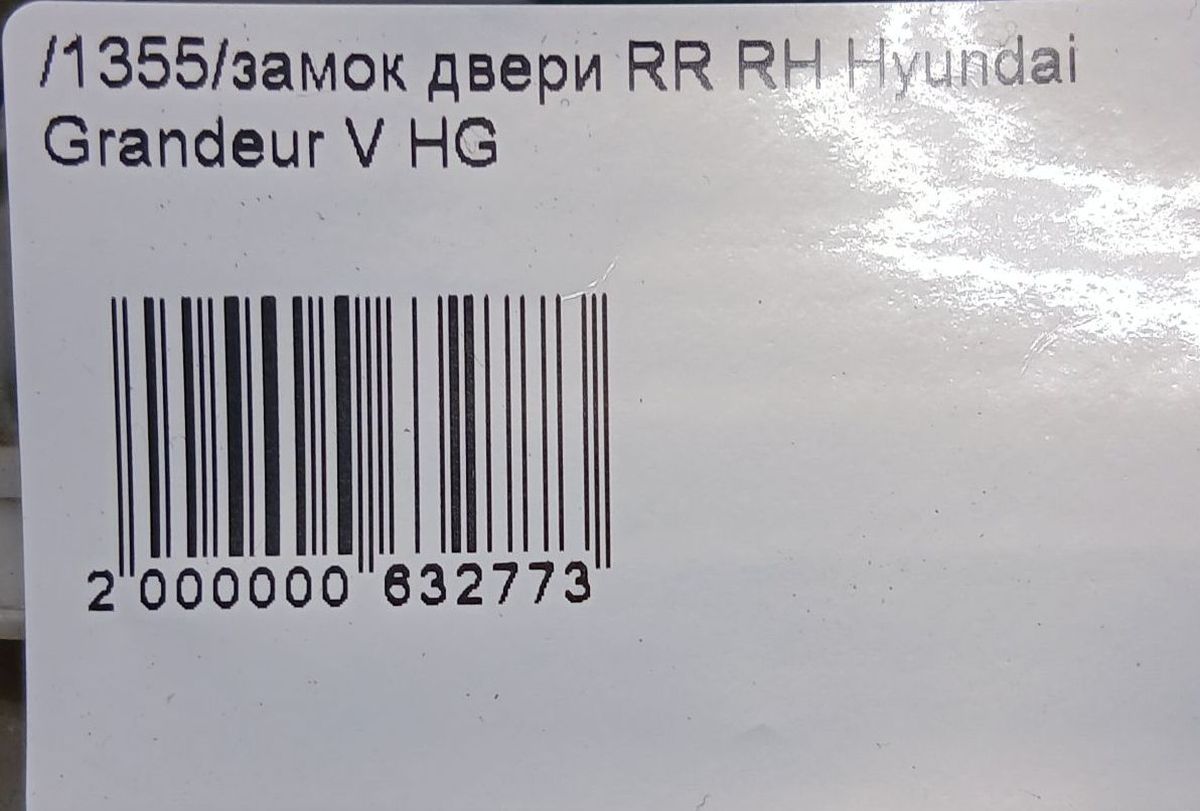 /1355/замок двери RR RH Hyundai
Grandeur V HG
2 000000 632773